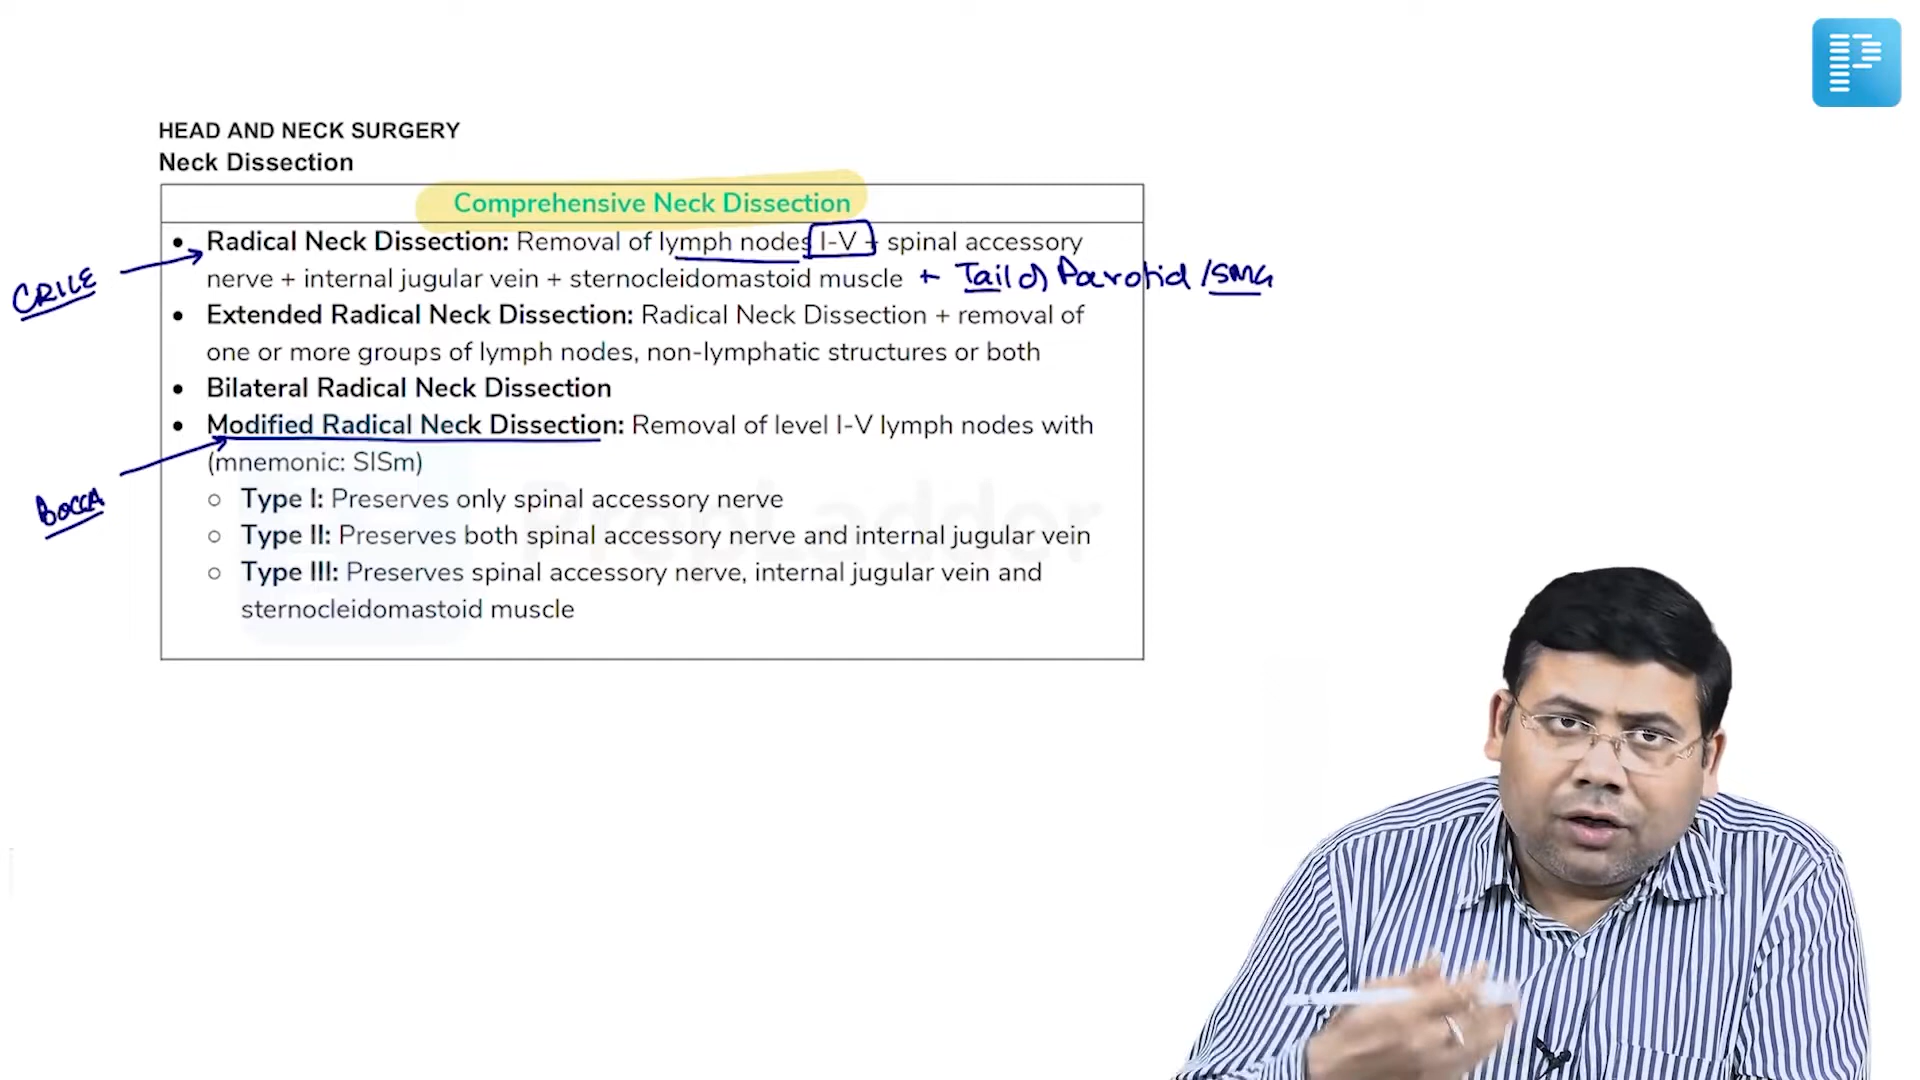 HEAD AND NECK SURGERY
Neck Dissection
Comprehensive Neck Dissection
• Radical Neck Dissection: Removal of lymph nodes I-V + spinal accessory
nerve + internal jugular vein + sternocleidomastoid muscle + Tail of Parotid /SMG
CRILE
• Extended Radical Neck Dissection: Radical Neck Dissection + removal of
one or more groups of lymph nodes, non-lymphatic structures or both
• Bilateral Radical Neck Dissection
• Modified Radical Neck Dissection: Removal of level I-V lymph nodes with
(mnemonic: SISm)
BOCCA
○ Type I: Preserves only spinal accessory nerve
○ Type II: Preserves both spinal accessory nerve and internal jugular vein
○ Type III: Preserves spinal accessory nerve, internal jugular vein and
sternocleidomastoid muscle
PrepLadder